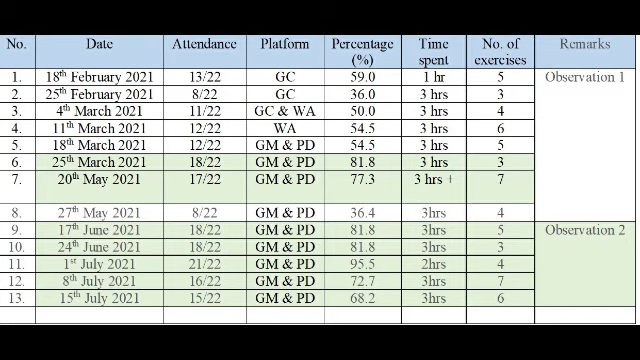 No. Date Attendance Platform Percentage (%) Time spent No. of exercises Remarks
1. 18th February 2021 13/22 GC 59.0 1 hr 5 Observation 1
2. 25th February 2021 8/22 GC 36.0 3 hrs 3
3. 4th March 2021 11/22 GC & WA 50.0 3 hrs 4
4. 11th March 2021 12/22 WA 54.5 3 hrs 6
5. 18th March 2021 12/22 GM & PD 54.5 3 hrs 5
6. 25th March 2021 18/22 GM & PD 81.8 3 hrs 3
7. 20th May 2021 17/22 GM & PD 77.3 3 hrs + 7
8. 27th May 2021 8/22 GM & PD 36.4 3hrs 4
9. 17th June 2021 18/22 GM & PD 81.8 3hrs 5 Observation 2
10. 24th June 2021 18/22 GM & PD 81.8 3hrs 3
11. 1st July 2021 21/22 GM & PD 95.5 2hrs 4
12. 8th July 2021 16/22 GM & PD 72.7 3hrs 7
13. 15th July 2021 15/22 GM & PD 68.2 3hrs 6